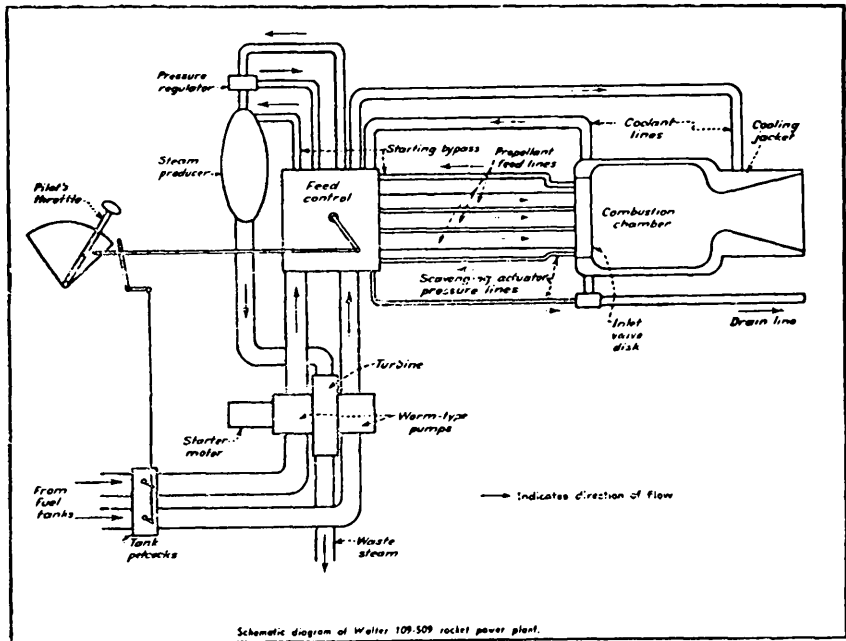 Pressure
regulator
Steam
producer
Pilot's
throttle
Feed
control
Starting bypass
Propellant
feed lines
Coolant
lines
Cooling
jacket
Combustion
chamber
Scavenging actuator
pressure lines
Inlet
valve
disk
Drain line
Turbine
Starter
motor
Worm-type
pumps
From
fuel
tanks
Tank
petcocks
Waste
steam
Indicates direction of flow
Schematic diagram of Walter 109-509 rocket power plant.